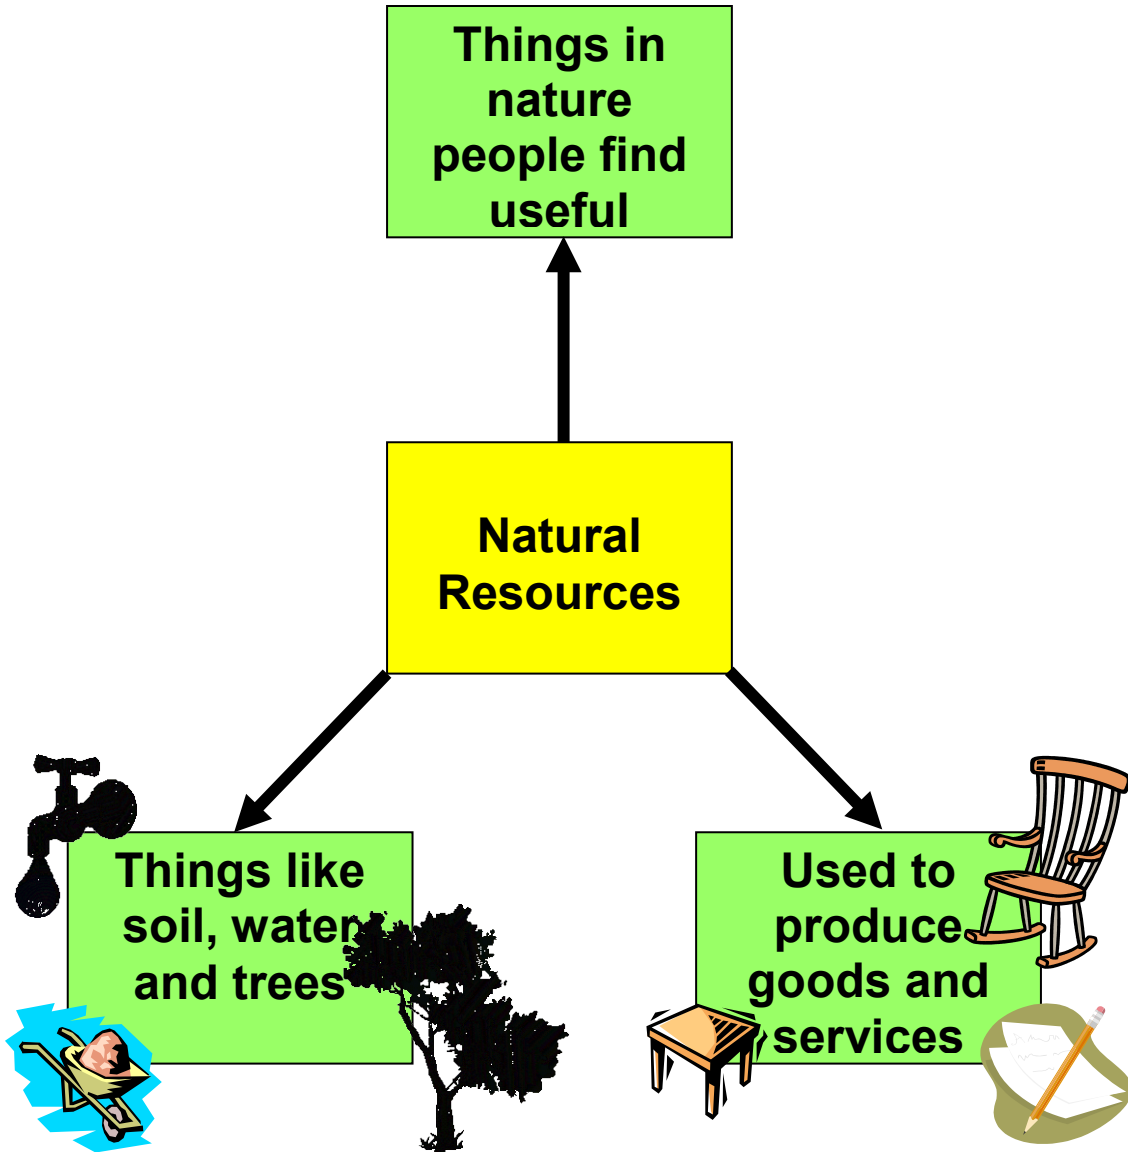 Things in
nature
people find
useful
Natural
Resources
Things like
soil, water,
and trees
Used to
produce
goods and
services